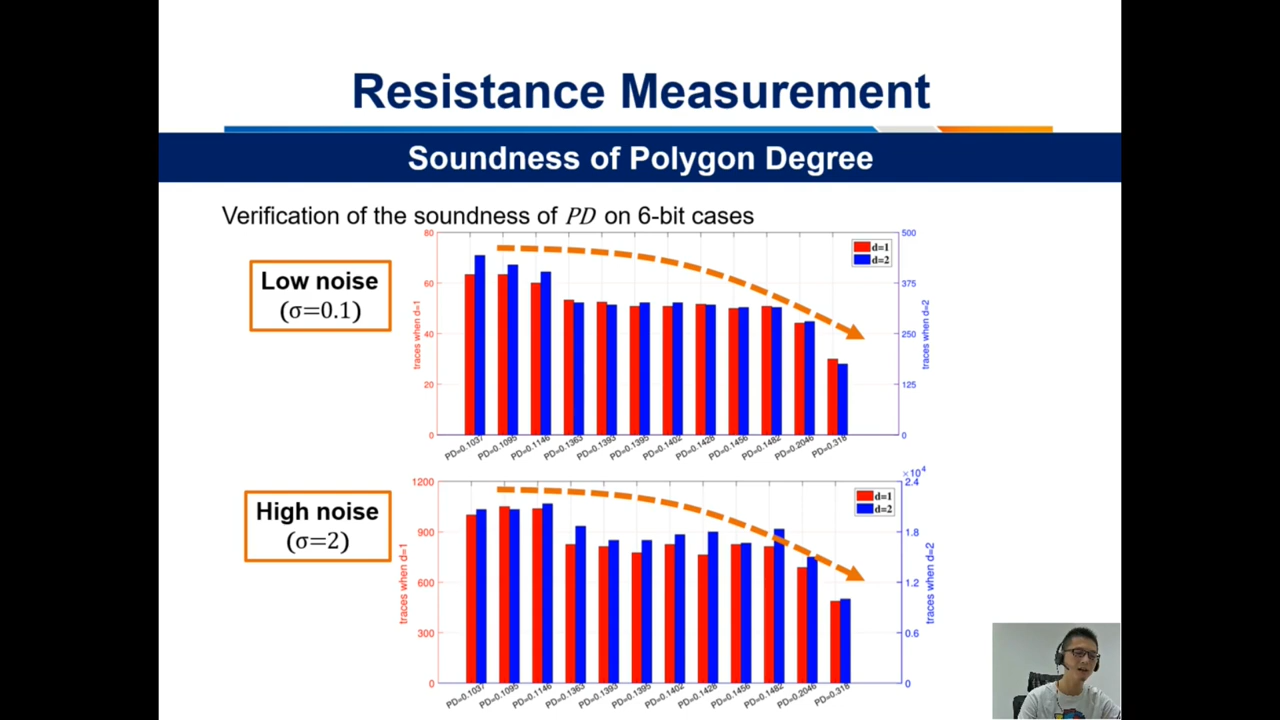 Resistance Measurement
Soundness of Polygon Degree
Verification of the soundness of PD on 6-bit cases
Low noise
(σ=0.1)
80
60
40
20
0
traces when d=1
500
375
250
125
0
traces when d=2
d=1
d=2
PD=0.1037
PD=0.1095
PD=0.1146
PD=0.1363
PD=0.1393
PD=0.1395
PD=0.1402
PD=0.1428
PD=0.1456
PD=0.1482
PD=0.2046
PD=0.318
High noise
(σ=2)
1200
900
600
300
0
traces when d=1
×10⁴
2.4
1.8
1.2
0.6
0
traces when d=2
d=1
d=2
PD=0.1037
PD=0.1095
PD=0.1146
PD=0.1363
PD=0.1393
PD=0.1395
PD=0.1402
PD=0.1428
PD=0.1456
PD=0.1482
PD=0.2046
PD=0.318